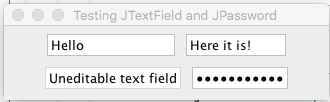 Testing JTextField and JPassword
Hello
Here it is!
Uneditable text field
●●●●●●●●●●●●